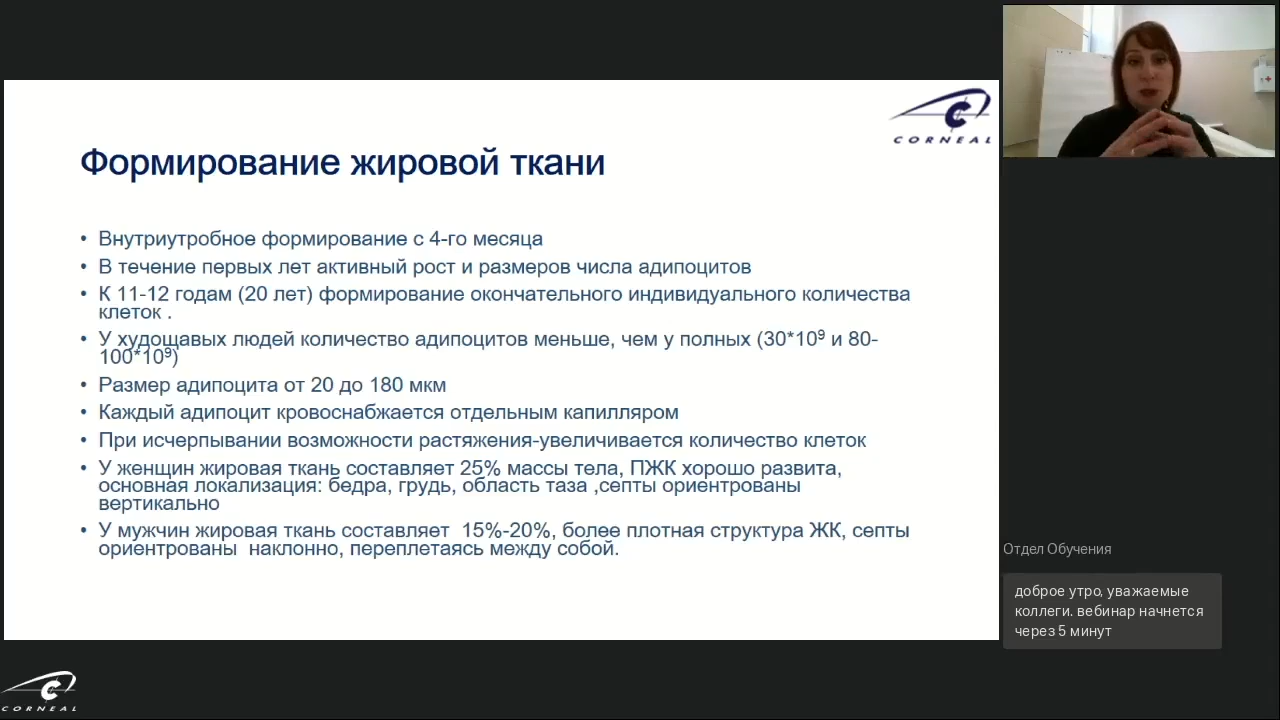 CORNEAL
Формирование жировой ткани
• Внутриутробное формирование с 4-го месяца
• В течение первых лет активный рост и размеров числа адипоцитов
• К 11-12 годам (20 лет) формирование окончательного индивидуального количества
клеток .
• У худощавых людей количество адипоцитов меньше, чем у полных (30*10⁹ и 80-
100*10⁹)
• Размер адипоцита от 20 до 180 мкм
• Каждый адипоцит кровоснабжается отдельным капилляром
• При исчерпывании возможности растяжения-увеличивается количество клеток
• У женщин жировая ткань составляет 25% массы тела, ПЖК хорошо развита,
основная локализация: бедра, грудь, область таза ,септы ориентированы
вертикально
• У мужчин жировая ткань составляет  15%-20%, более плотная структура ЖК, септы
ориентированы  наклонно, переплетаясь между собой.
Отдел Обучения
доброе утро, уважаемые
коллеги. вебинар начнется
через 5 минут
CORNEAL